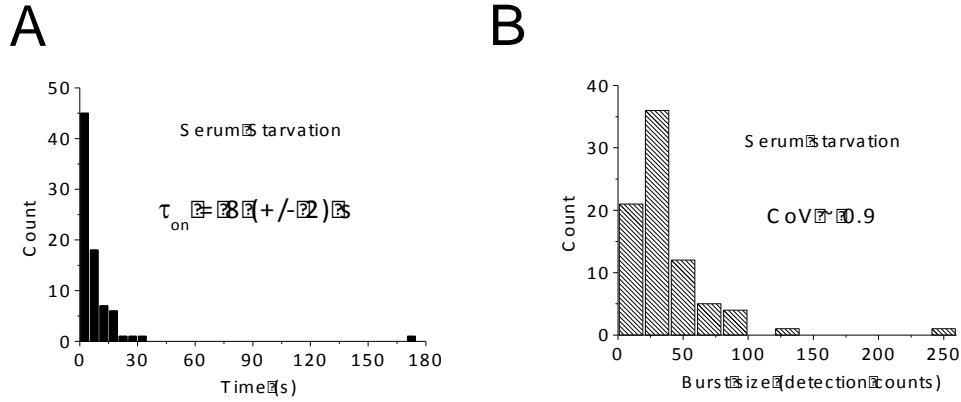 A
B
50
40
30
20
10
0
Count
Serum Starvation
τon = 8 (+/- 2) s
0 30 60 90 120 150 180
Time (s)
40
30
20
10
0
Count
Serum starvation
CoV ~ 0.9
0 50 100 150 200 250
Burst size (detection counts)